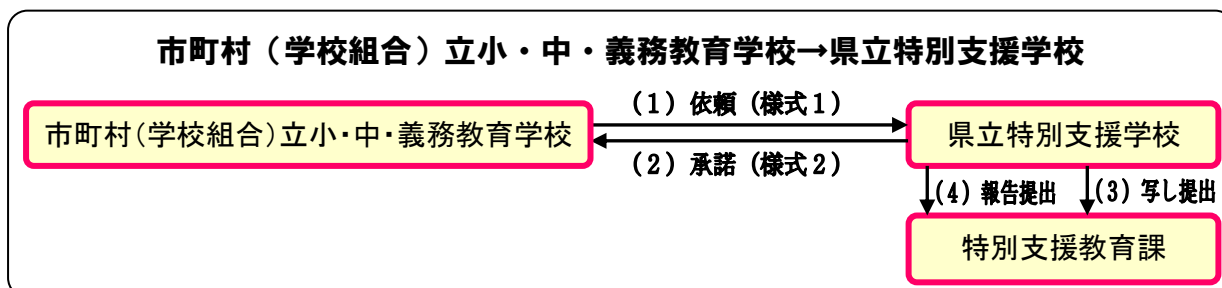 市町村（学校組合）立小・中・義務教育学校→県立特別支援学校
（1）依頼（様式1）
市町村（学校組合）立小・中・義務教育学校
県立特別支援学校
（2）承諾（様式2）
（4）報告提出
（3）写し提出
特別支援教育課